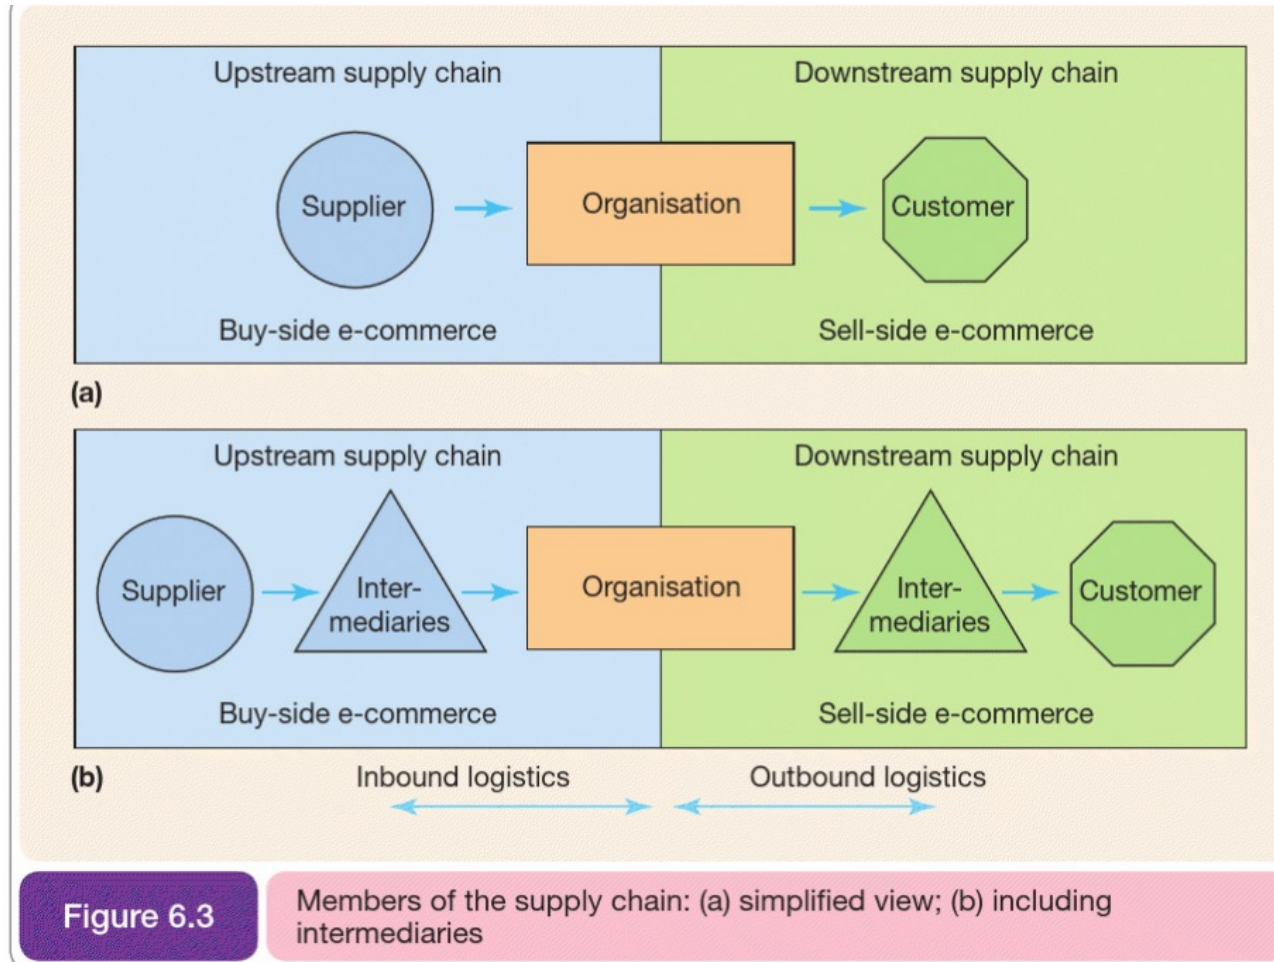 Upstream supply chain
Downstream supply chain
Supplier
Organisation
Customer
Buy-side e-commerce
Sell-side e-commerce
(a)
Upstream supply chain
Downstream supply chain
Supplier
Inter-
mediaries
Organisation
Inter-
mediaries
Customer
Buy-side e-commerce
Sell-side e-commerce
(b)
Inbound logistics
Outbound logistics
Figure 6.3
Members of the supply chain: (a) simplified view; (b) including
intermediaries